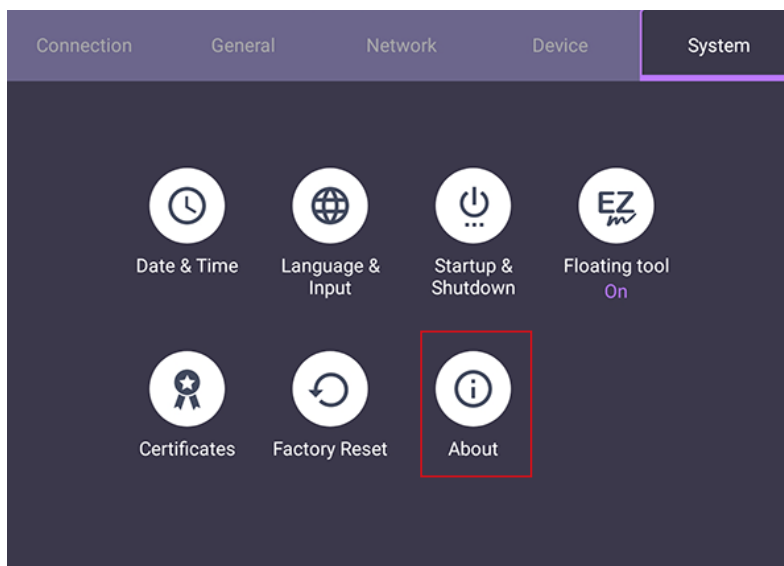 Connection General Network Device System
EZ
Date & Time Language & Input Startup & Shutdown Floating tool On
Certificates Factory Reset About